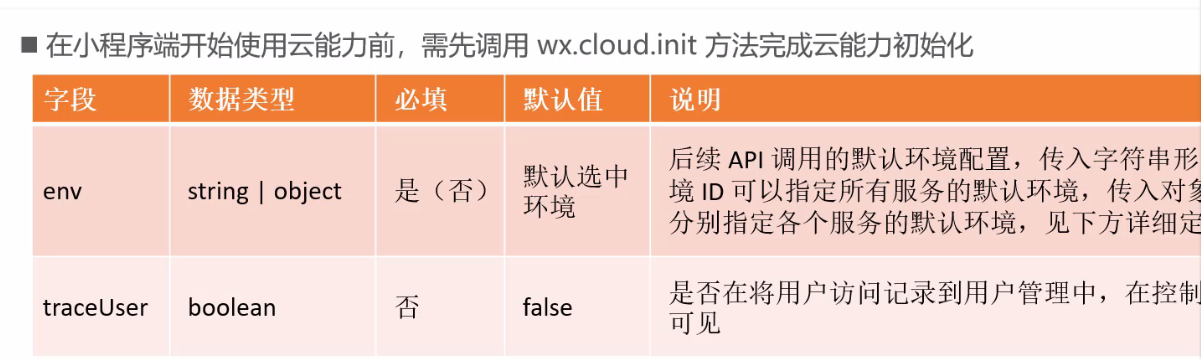 ■ 在小程序端开始使用云能力前，需先调用 wx.cloud.init 方法完成云能力初始化
字段 数据类型 必填 默认值 说明
env string | object 是（否） 默认选中
环境
后续 API 调用的默认环境配置，传入字符串形
境 ID 可以指定所有服务的默认环境，传入对象
分别指定各个服务的默认环境，见下方详细定
traceUser boolean 否 false 是否在将用户访问记录到用户管理中，在控制
可见